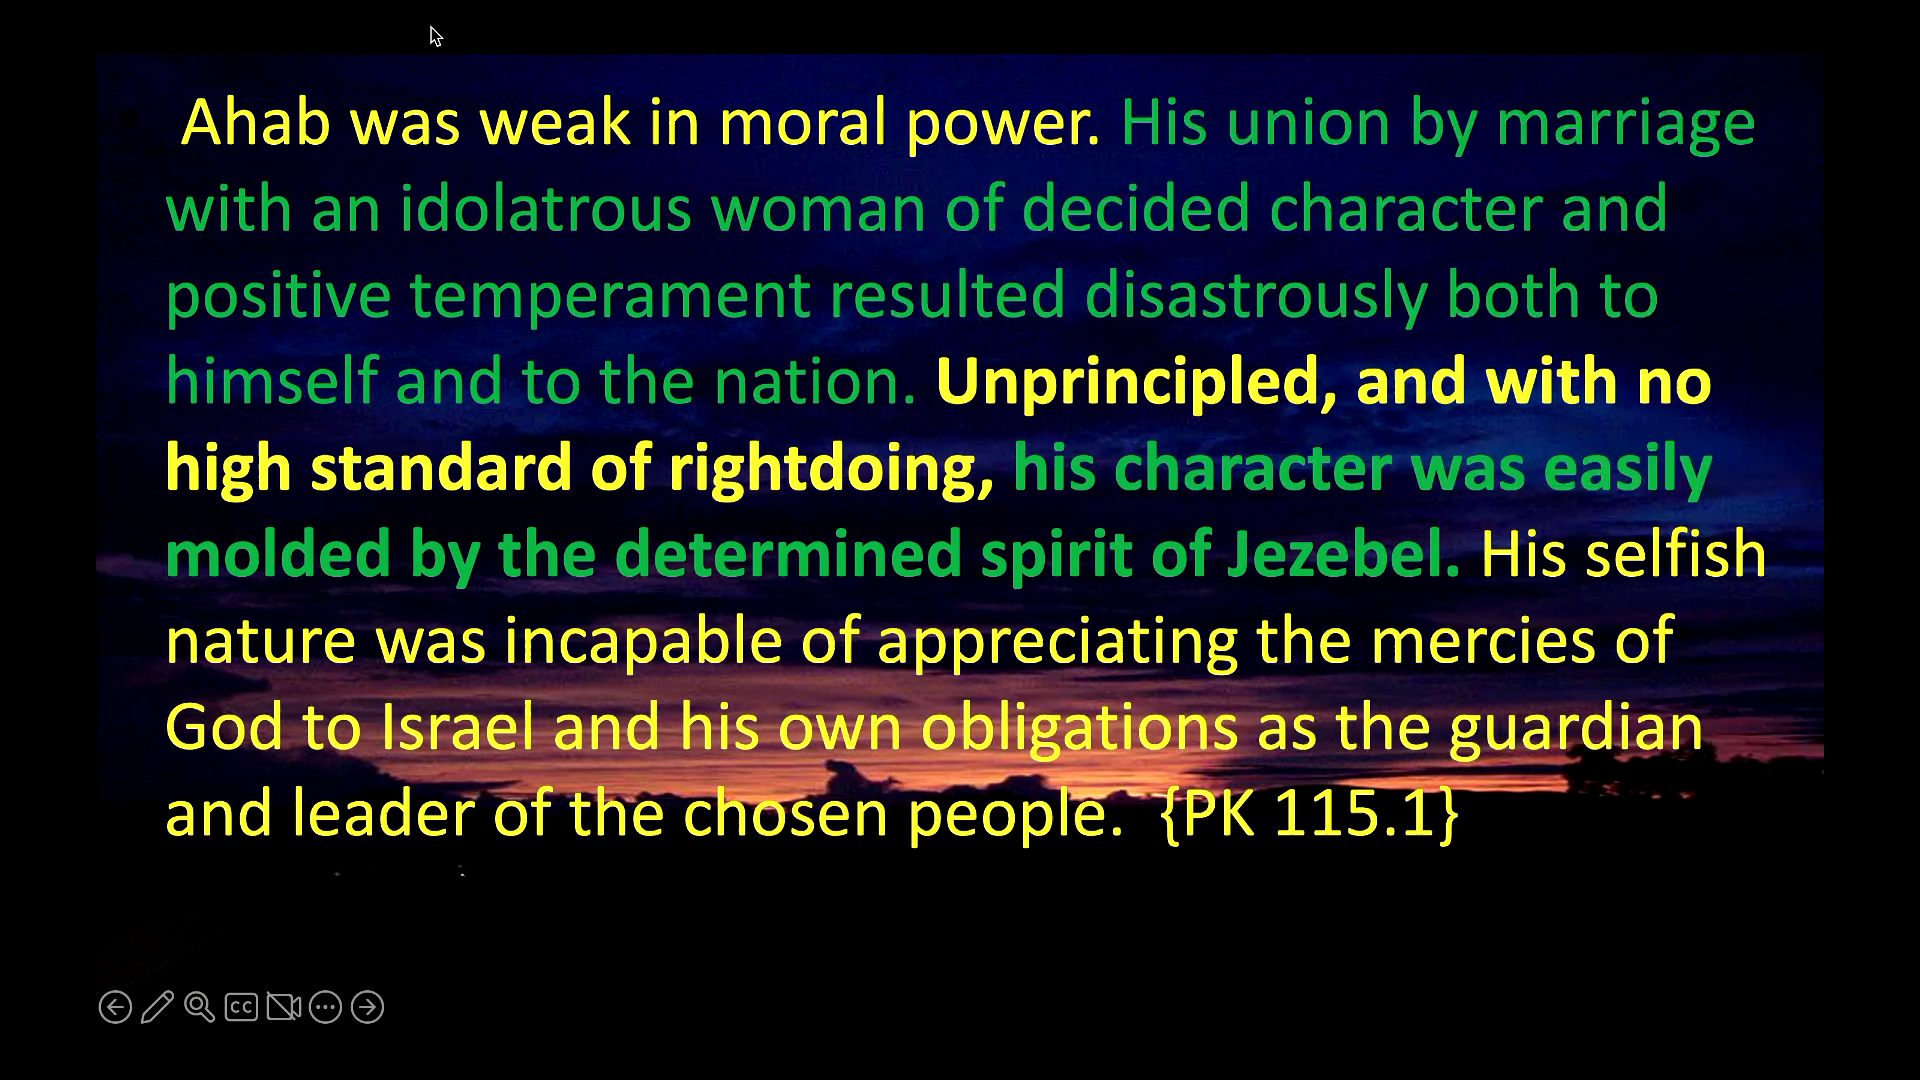 Ahab was weak in moral power. His union by marriage
with an idolatrous woman of decided character and
positive temperament resulted disastrously both to
himself and to the nation. Unprincipled, and with no
high standard of rightdoing, his character was easily
molded by the determined spirit of Jezebel. His selfish
nature was incapable of appreciating the mercies of
God to Israel and his own obligations as the guardian
and leader of the chosen people.  {PK 115.1}
CC